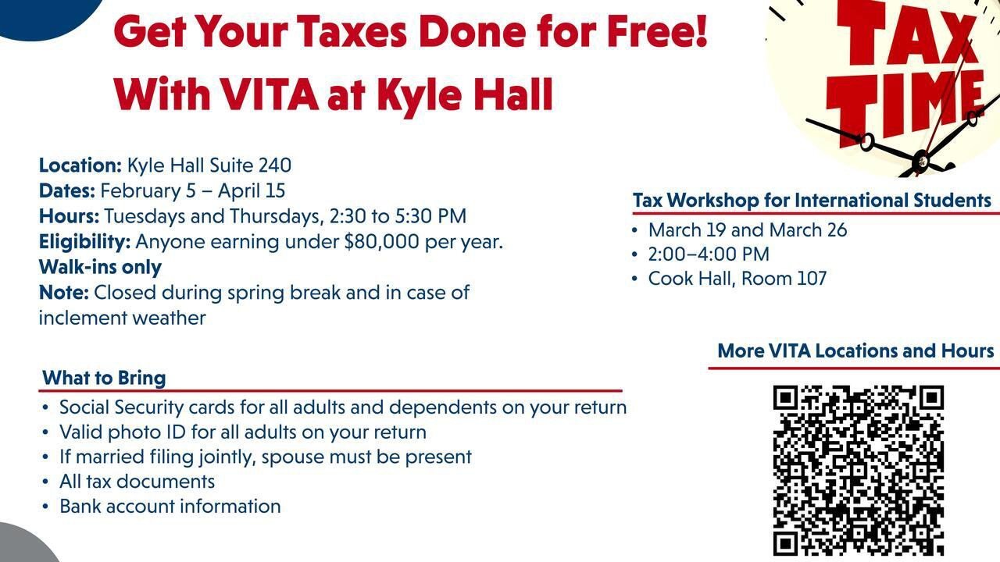 Get Your Taxes Done for Free!
With VITA at Kyle Hall
TAX
TIME
Location: Kyle Hall Suite 240
Dates: February 5 – April 15
Hours: Tuesdays and Thursdays, 2:30 to 5:30 PM
Eligibility: Anyone earning under $80,000 per year.
Walk-ins only
Note: Closed during spring break and in case of
inclement weather
What to Bring
• Social Security cards for all adults and dependents on your return
• Valid photo ID for all adults on your return
• If married filing jointly, spouse must be present
• All tax documents
• Bank account information
Tax Workshop for International Students
• March 19 and March 26
• 2:00–4:00 PM
• Cook Hall, Room 107
More VITA Locations and Hours